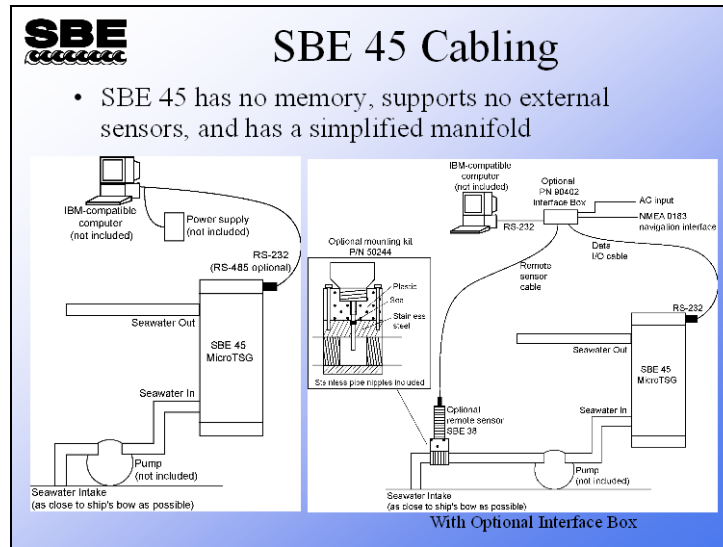 SBE
SBE 45 Cabling
• SBE 45 has no memory, supports no external
sensors, and has a simplified manifold
IBM-compatible
computer
(not included)
Power supply
(not included)
RS-232
(RS-485 optional)
Seawater Out
SBE 45
MicroTSG
Seawater In
Pump
(not included)
Seawater Intake
(as close to ship's bow as possible)
IBM-compatible
computer
(not included)
Optional
PN 90402
Interface Box
AC input
NMEA 0183
navigation interface
RS-232
Data
I/O cable
Remote
sensor
cable
Optional mounting kit
P/N 50244
Plastic
Stainless
steel
Stainless pipe nipples included
RS-232
Seawater Out
SBE 45
MicroTSG
Seawater In
Optional
remote sensor
SBE 38
Pump
(not included)
Seawater Intake
(as close to ship's bow as possible)
With Optional Interface Box